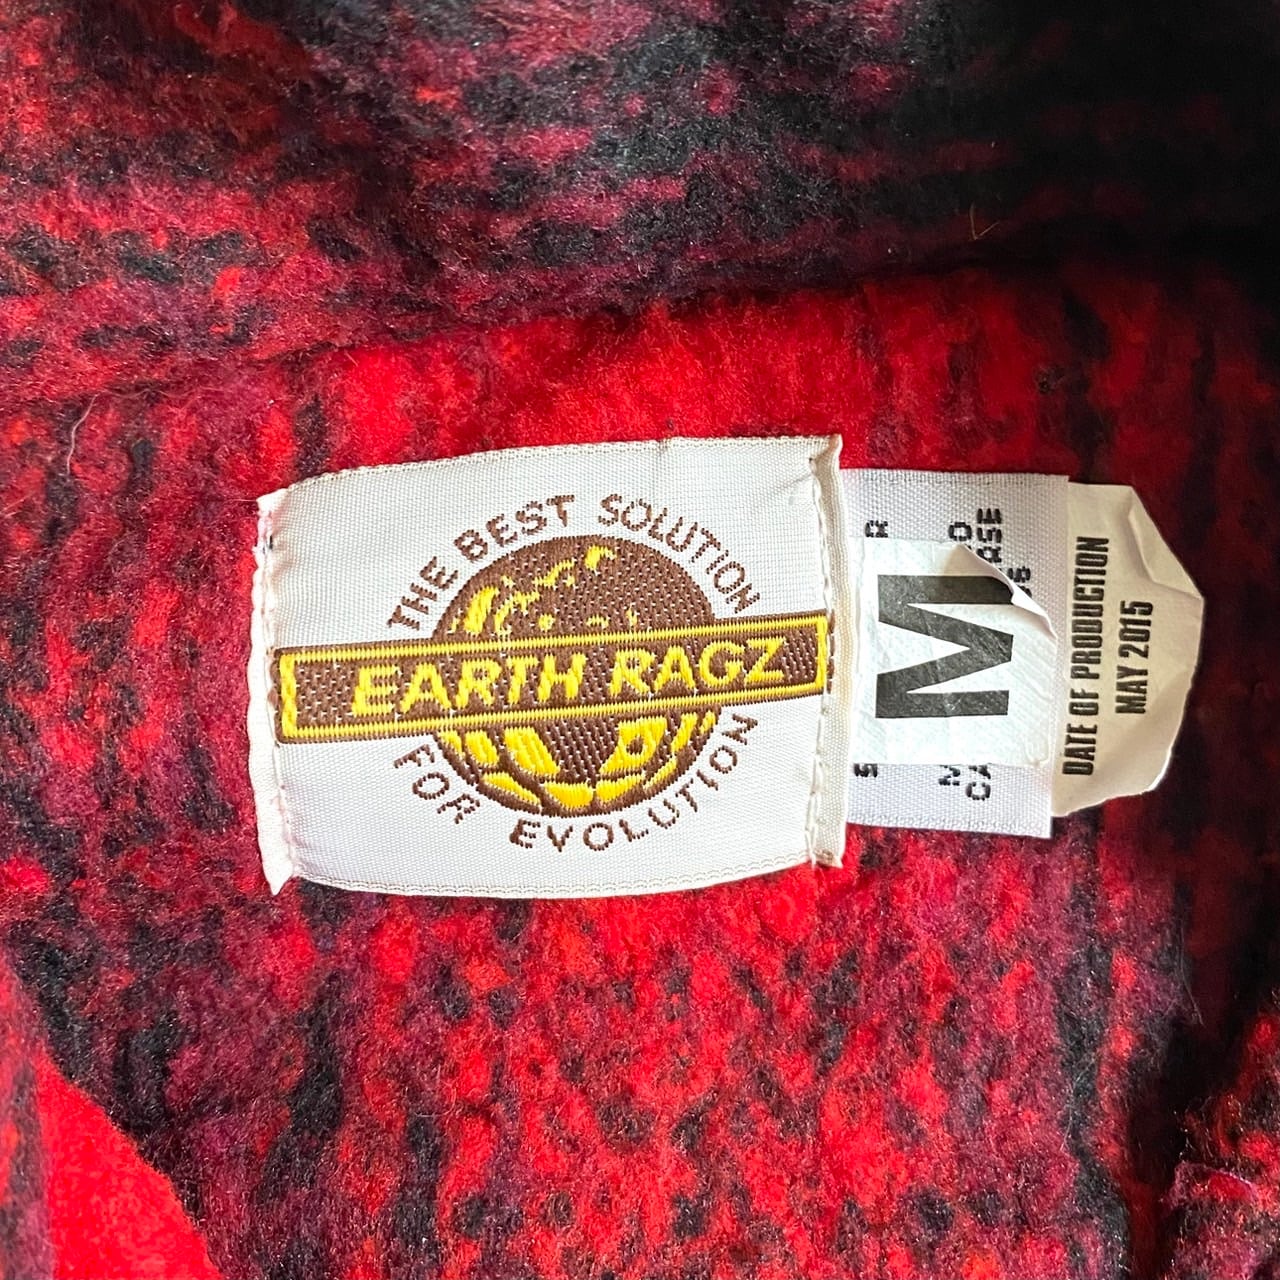 THE BEST SOLUTION
EARTH RAGZ
FOR EVOLUTION
M
DATE OF PRODUCTION
MAY 2015